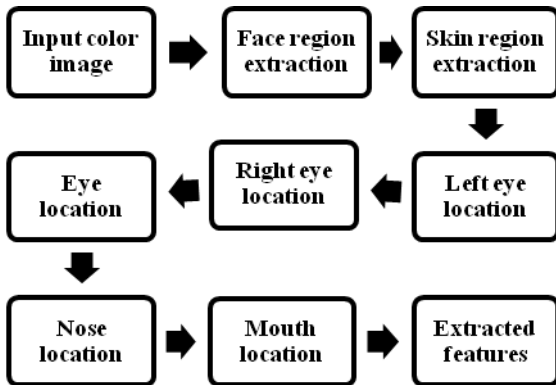 Input color
image
Face region
extraction
Skin region
extraction
Left eye
location
Right eye
location
Eye
location
Nose
location
Mouth
location
Extracted
features